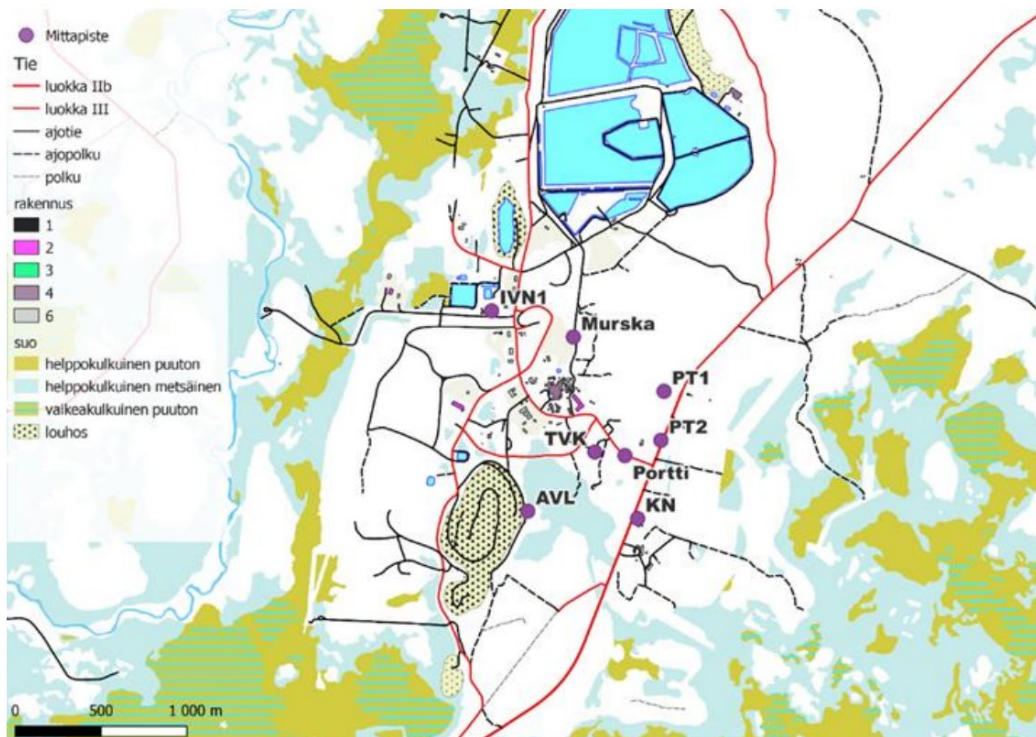 Mittapiste
Tie
luokka IIb
luokka III
ajotie
ajopolku
polku
rakennus
1
2
3
4
6
suo
helppokulkuinen puuton
helppokulkuinen metsäinen
vaikeakulkuinen puuton
louhos
IVN1
Murska
PT1
PT2
TVK
Portti
AVL
KN
0 500 1 000 m